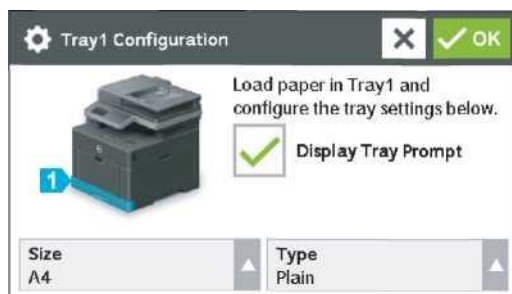 Tray1 Configuration
OK
Load paper in Tray1 and
configure the tray settings below.
Display Tray Prompt
1
Size
A4
Type
Plain